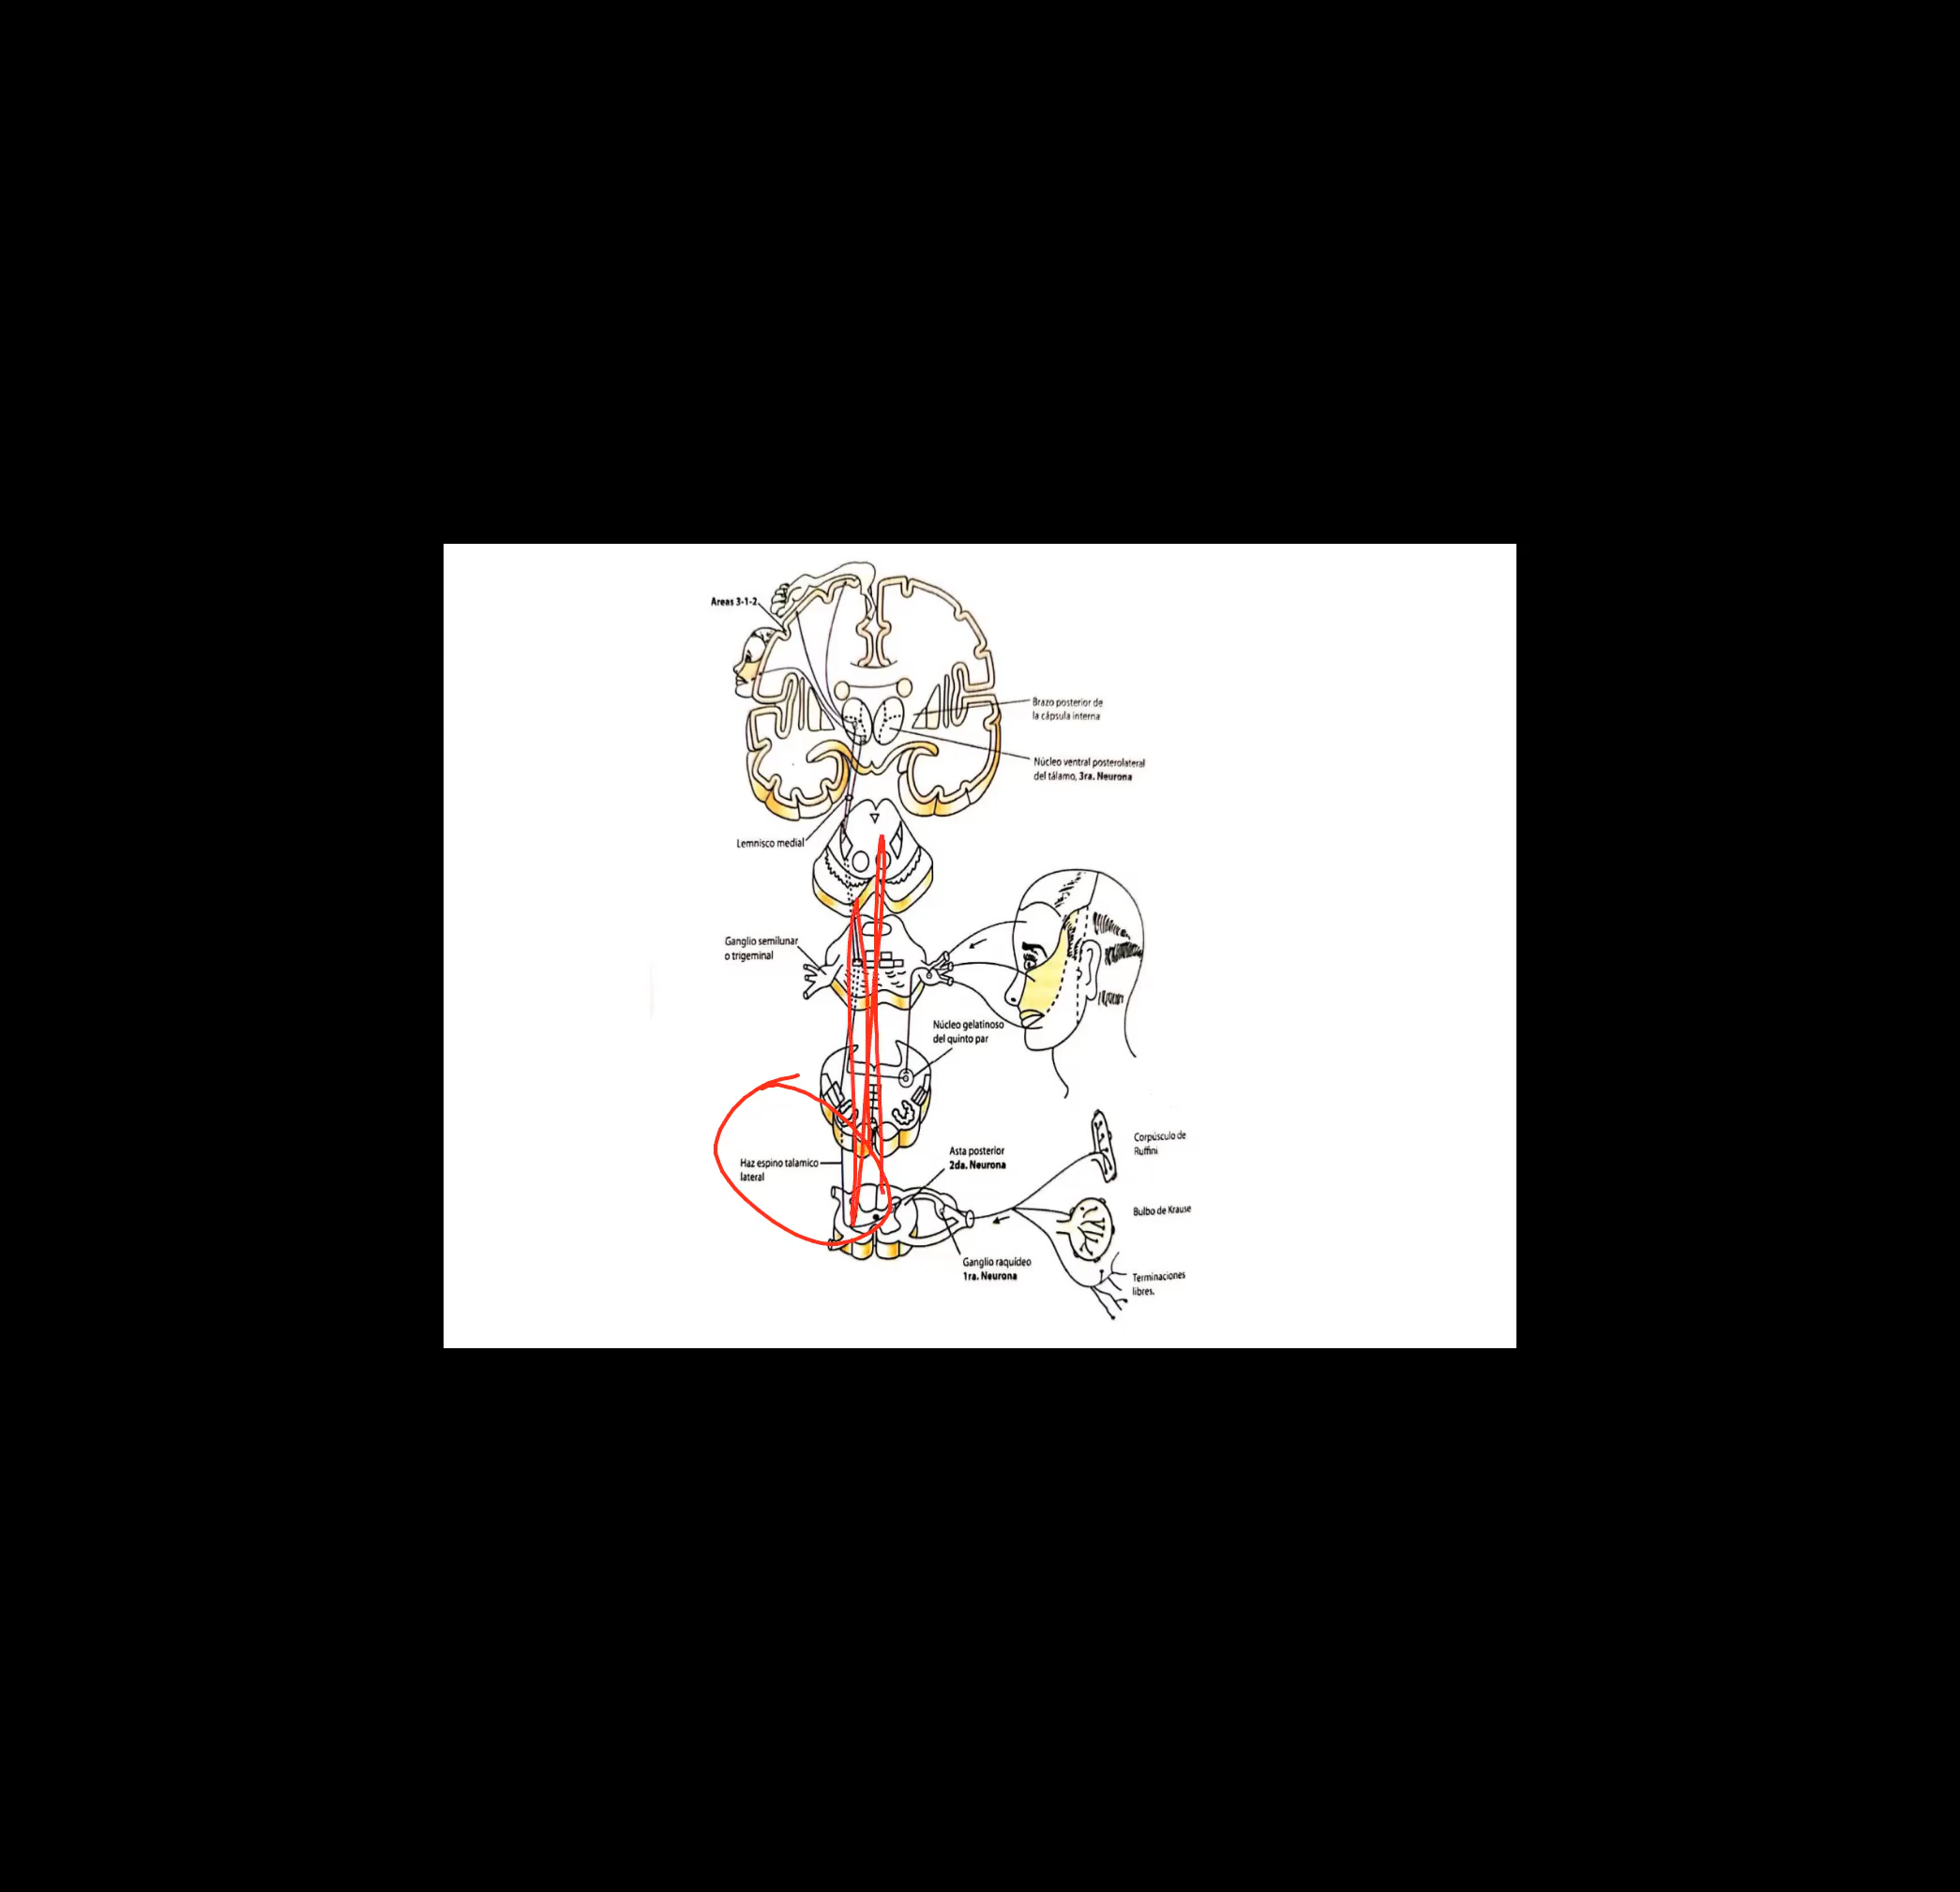 Areas 3-1-2
Brazo posterior de
la cápsula interna
Núcleo ventral posterolateral
del tálamo, 3ra. Neurona
Lemnisco medial
Ganglio semilunar
o trigeminal
Núcleo gelatinoso
del quinto par
Corpúsculo de
Ruffini
Asta posterior
2da. Neurona
Haz espino talamico
lateral
Bulbo de Krause
Ganglio raquídeo
1ra. Neurona
Terminaciones
libres.